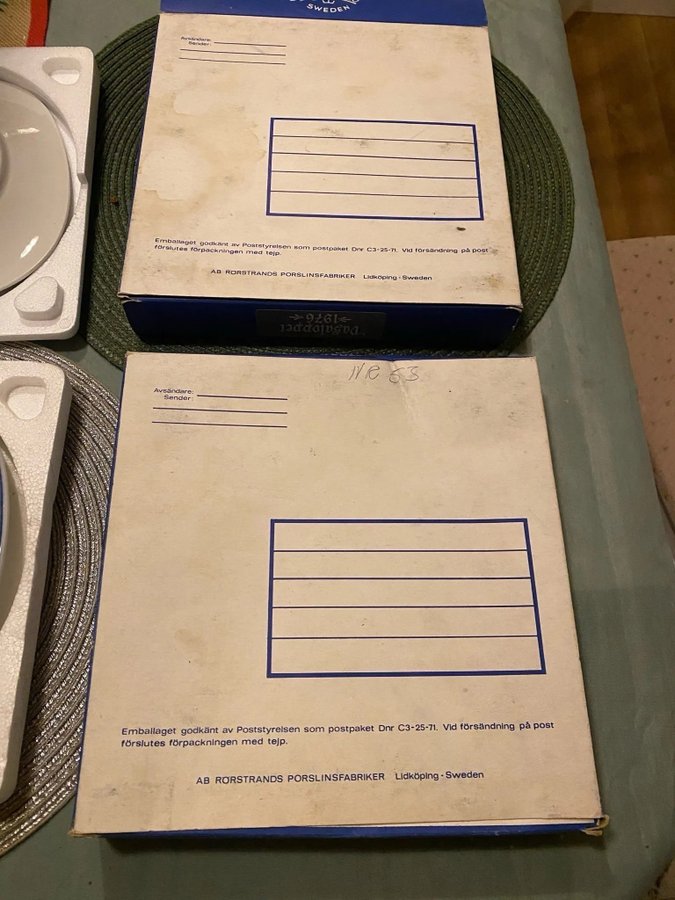 SWEDEN
Avsändare:
Sender:
Emballaget godkänt av Poststyrelsen som postpaket Dnr C3-25-71. Vid försändning på post
förslutes förpackningen med tejp.
AB RÖRSTRANDS PORSLINSFABRIKER Lidköping - Sweden
Vasaloppet
1976
NR 63
Avsändare:
Sender:
Emballaget godkänt av Poststyrelsen som postpaket Dnr C3-25-71. Vid försändning på post
förslutes förpackningen med tejp.
AB RÖRSTRANDS PORSLINSFABRIKER Lidköping - Sweden